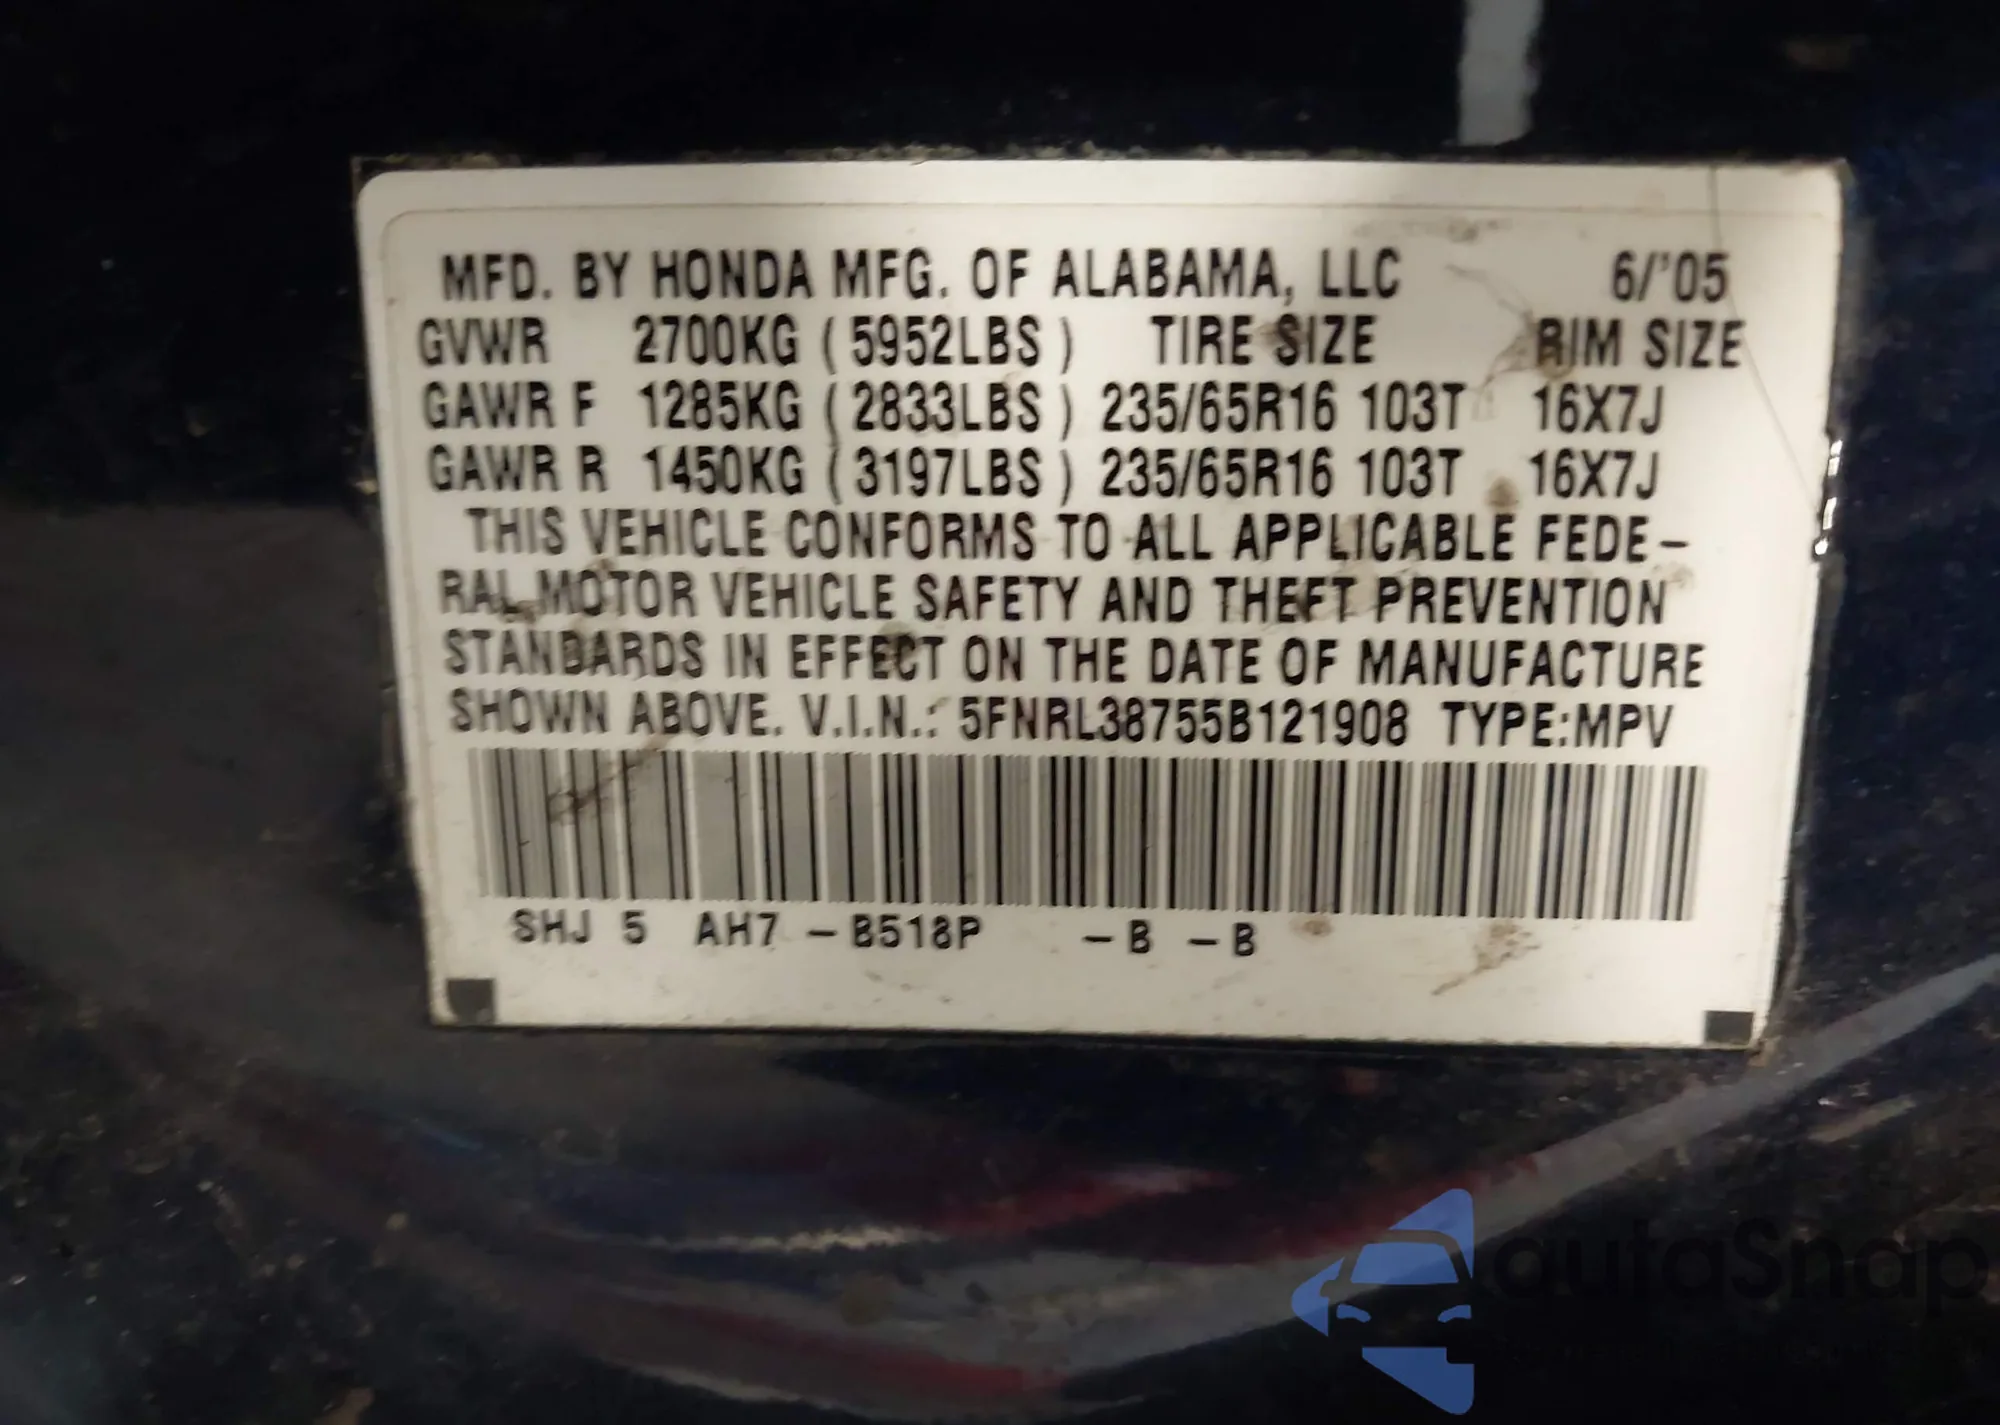 MFD. BY HONDA MFG. OF ALABAMA, LLC 6/'05
GVWR 2700KG (5952LBS) TIRE SIZE RIM SIZE
GAWR F 1285KG (2833LBS) 235/65R16 103T 16X7J
GAWR R 1450KG (3197LBS) 235/65R16 103T 16X7J
THIS VEHICLE CONFORMS TO ALL APPLICABLE FEDE-
RAL MOTOR VEHICLE SAFETY AND THEFT PREVENTION
STANDARDS IN EFFECT ON THE DATE OF MANUFACTURE
SHOWN ABOVE. V.I.N.: 5FNRL38755B121908 TYPE:MPV
SHJ 5 AH7 -B518P -B -B
autoSnap